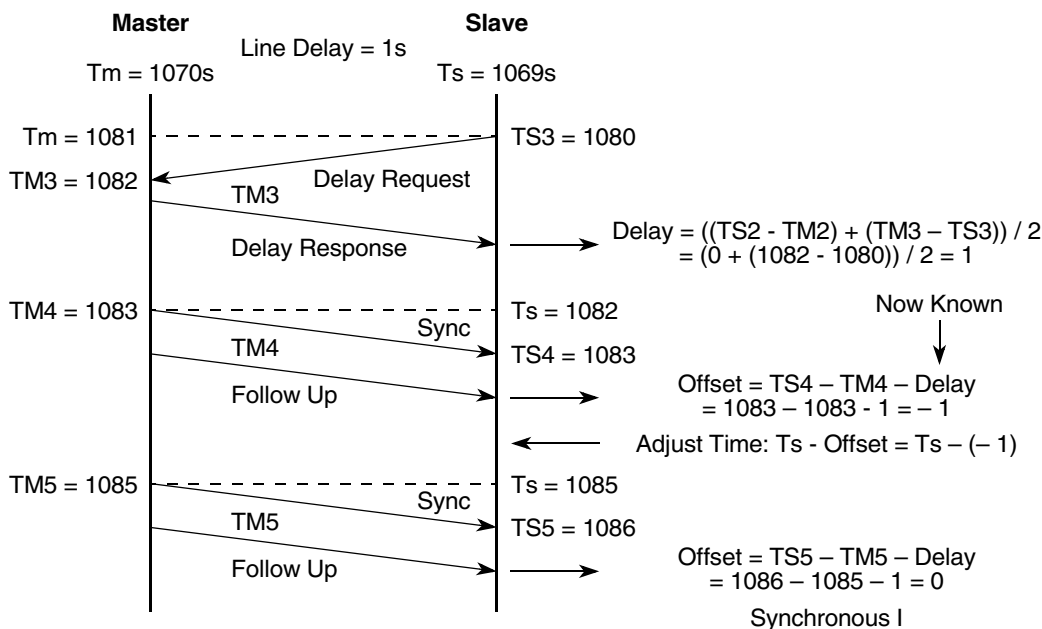 Master
Slave
Line Delay = 1s
Tm = 1070s
Ts = 1069s
Tm = 1081
TS3 = 1080
TM3 = 1082
Delay Request
TM3
Delay Response
Delay = ((TS2 - TM2) + (TM3 – TS3)) / 2
= (0 + (1082 - 1080)) / 2 = 1
TM4 = 1083
Ts = 1082
Now Known
Sync
TM4
TS4 = 1083
Follow Up
Offset = TS4 – TM4 – Delay
= 1083 – 1083 - 1 = – 1
Adjust Time: Ts - Offset = Ts – (– 1)
TM5 = 1085
Ts = 1085
Sync
TM5
TS5 = 1086
Follow Up
Offset = TS5 – TM5 – Delay
= 1086 – 1085 – 1 = 0
Synchronous I